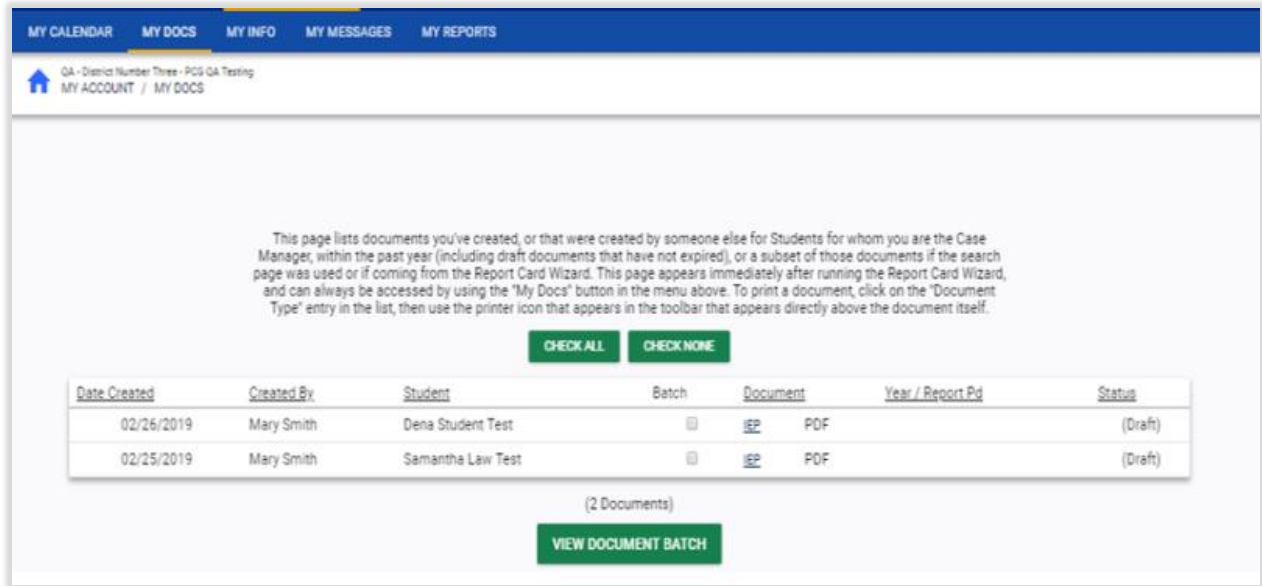 MY CALENDAR MY DOCS MY INFO MY MESSAGES MY REPORTS
QA - District Number Three - PCG QA Testing
MY ACCOUNT / MY DOCS
This page lists documents you've created, or that were created by someone else for Students for whom you are the Case
Manager, within the past year (including draft documents that have not expired), or a subset of those documents if the search
page was used or if coming from the Report Card Wizard. This page appears immediately after running the Report Card Wizard,
and can always be accessed by using the "My Docs" button in the menu above. To print a document, click on the "Document
Type" entry in the list, then use the printer icon that appears in the toolbar that appears directly above the document itself.
CHECK ALL CHECK NONE
Date Created Created By Student Batch Document Year / Report Pd Status
02/26/2019 Mary Smith Dena Student Test IEP PDF (Draft)
02/25/2019 Mary Smith Samantha Law Test IEP PDF (Draft)
(2 Documents)
VIEW DOCUMENT BATCH